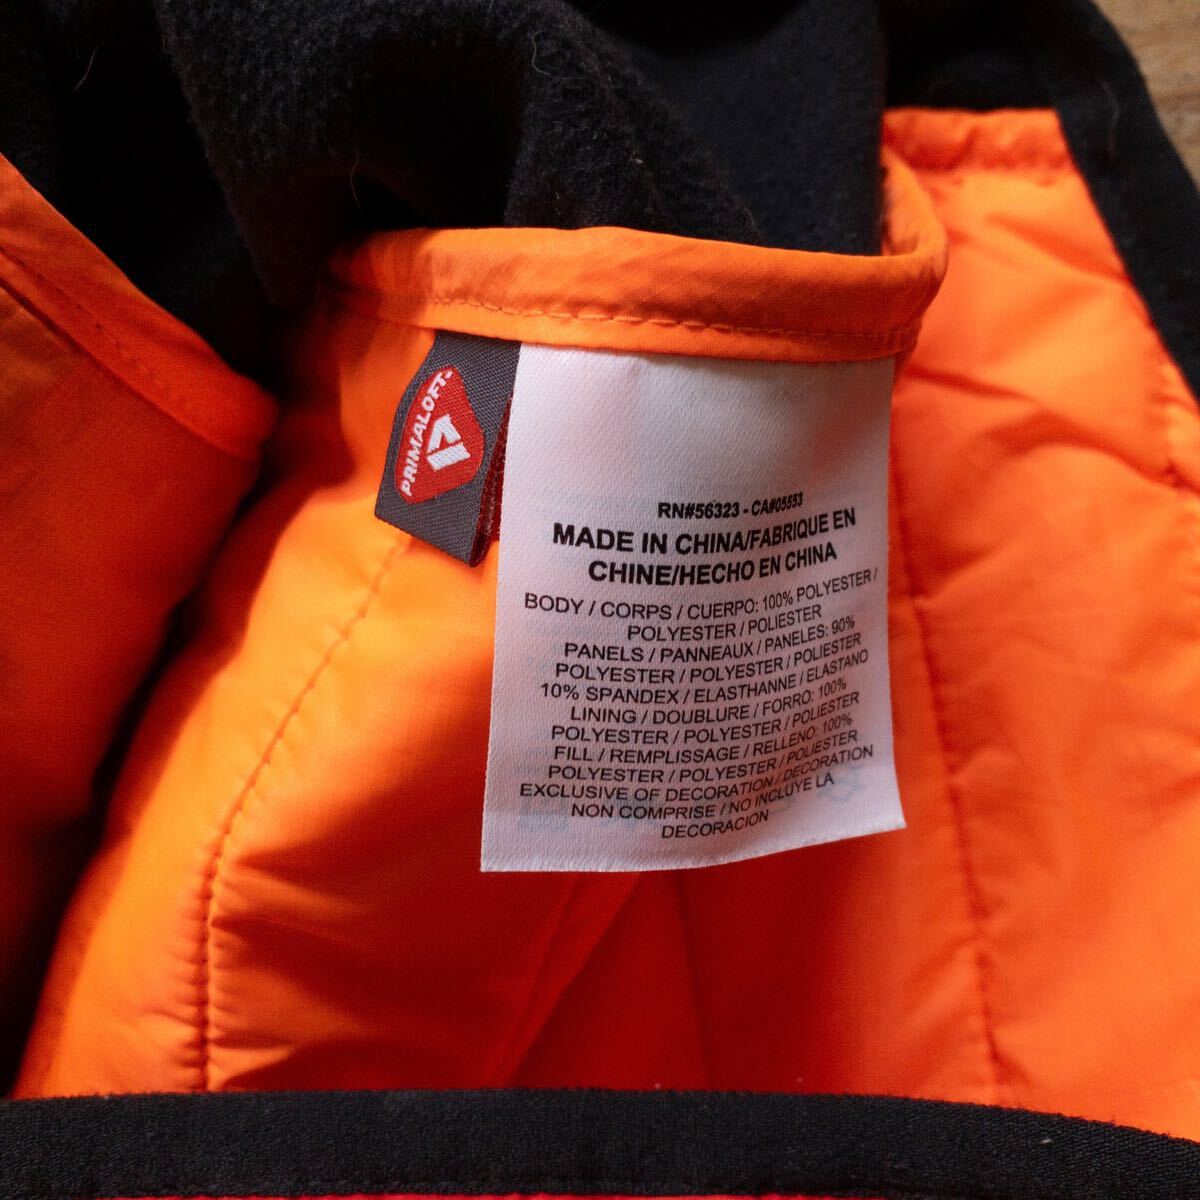 PRIMALOFT
RN#56323 - CA#05553
MADE IN CHINA/FABRIQUE EN
CHINE/HECHO EN CHINA
BODY / CORPS / CUERPO: 100% POLYESTER /
POLYESTER / POLIESTER
PANELS / PANNEAUX / PANELES: 90%
POLYESTER / POLYESTER / POLIESTER
10% SPANDEX / ELASTHANNE / ELASTANO
LINING / DOUBLURE / FORRO: 100%
POLYESTER / POLYESTER / POLIESTER
FILL / REMPLISSAGE / RELLENO: 100%
POLYESTER / POLYESTER / POLIESTER
EXCLUSIVE OF DECORATION / DECORATION
NON COMPRISE / NO INCLUYE LA
DECORACION